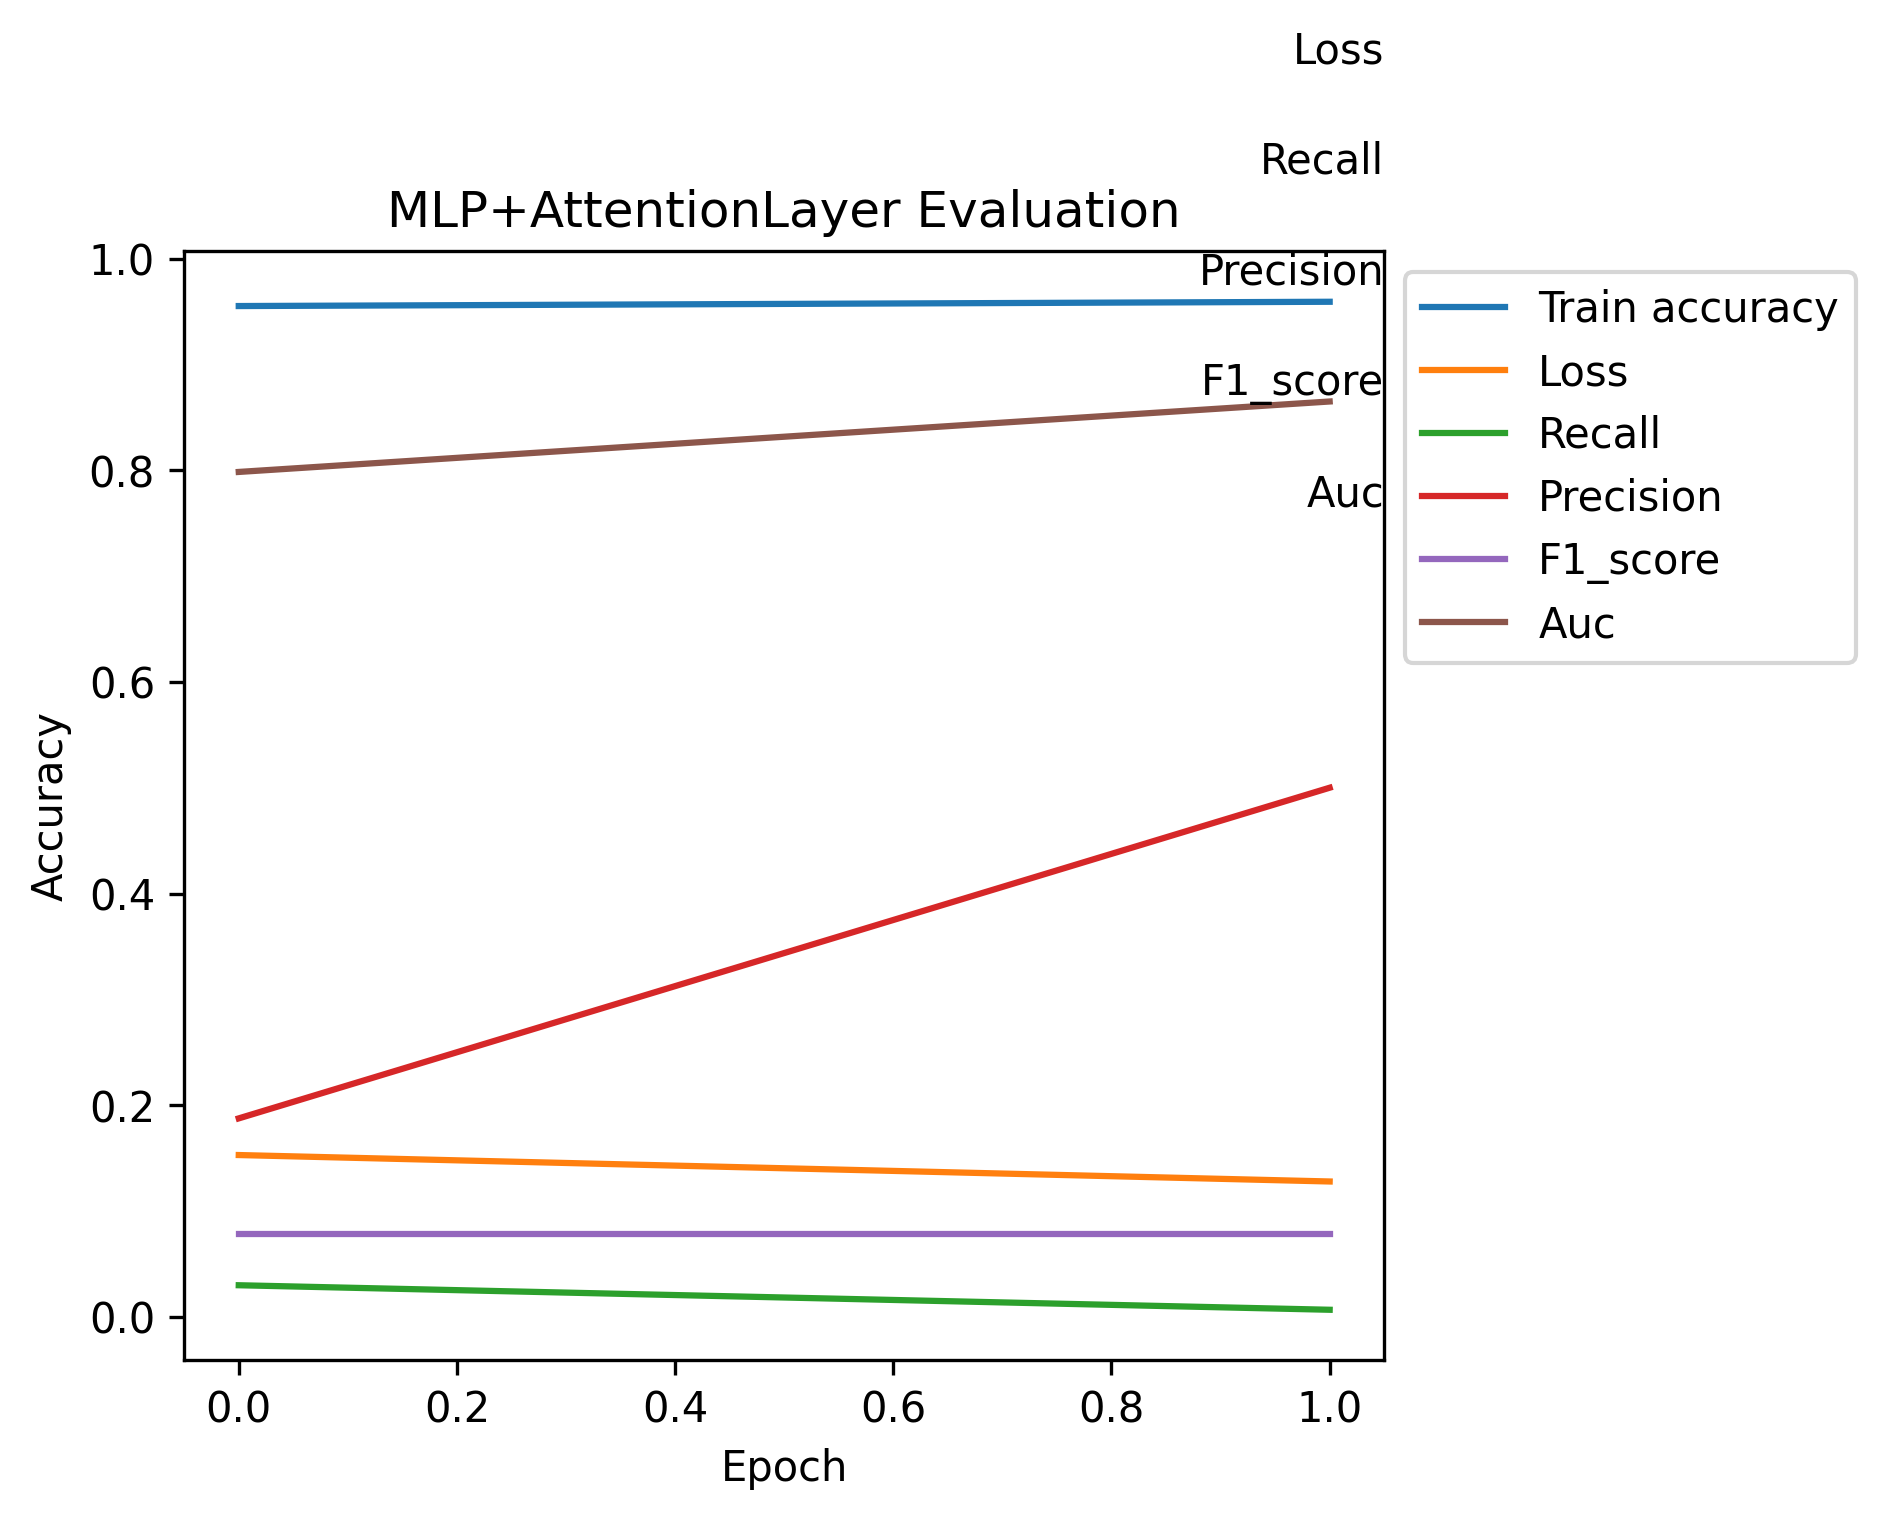 Loss
Recall
MLP+AttentionLayer Evaluation
Precision
F1_score
Auc
1.0
0.8
0.6
0.4
0.2
0.0
Accuracy
0.0
0.2
0.4
0.6
0.8
1.0
Epoch
Train accuracy
Loss
Recall
Precision
F1_score
Auc